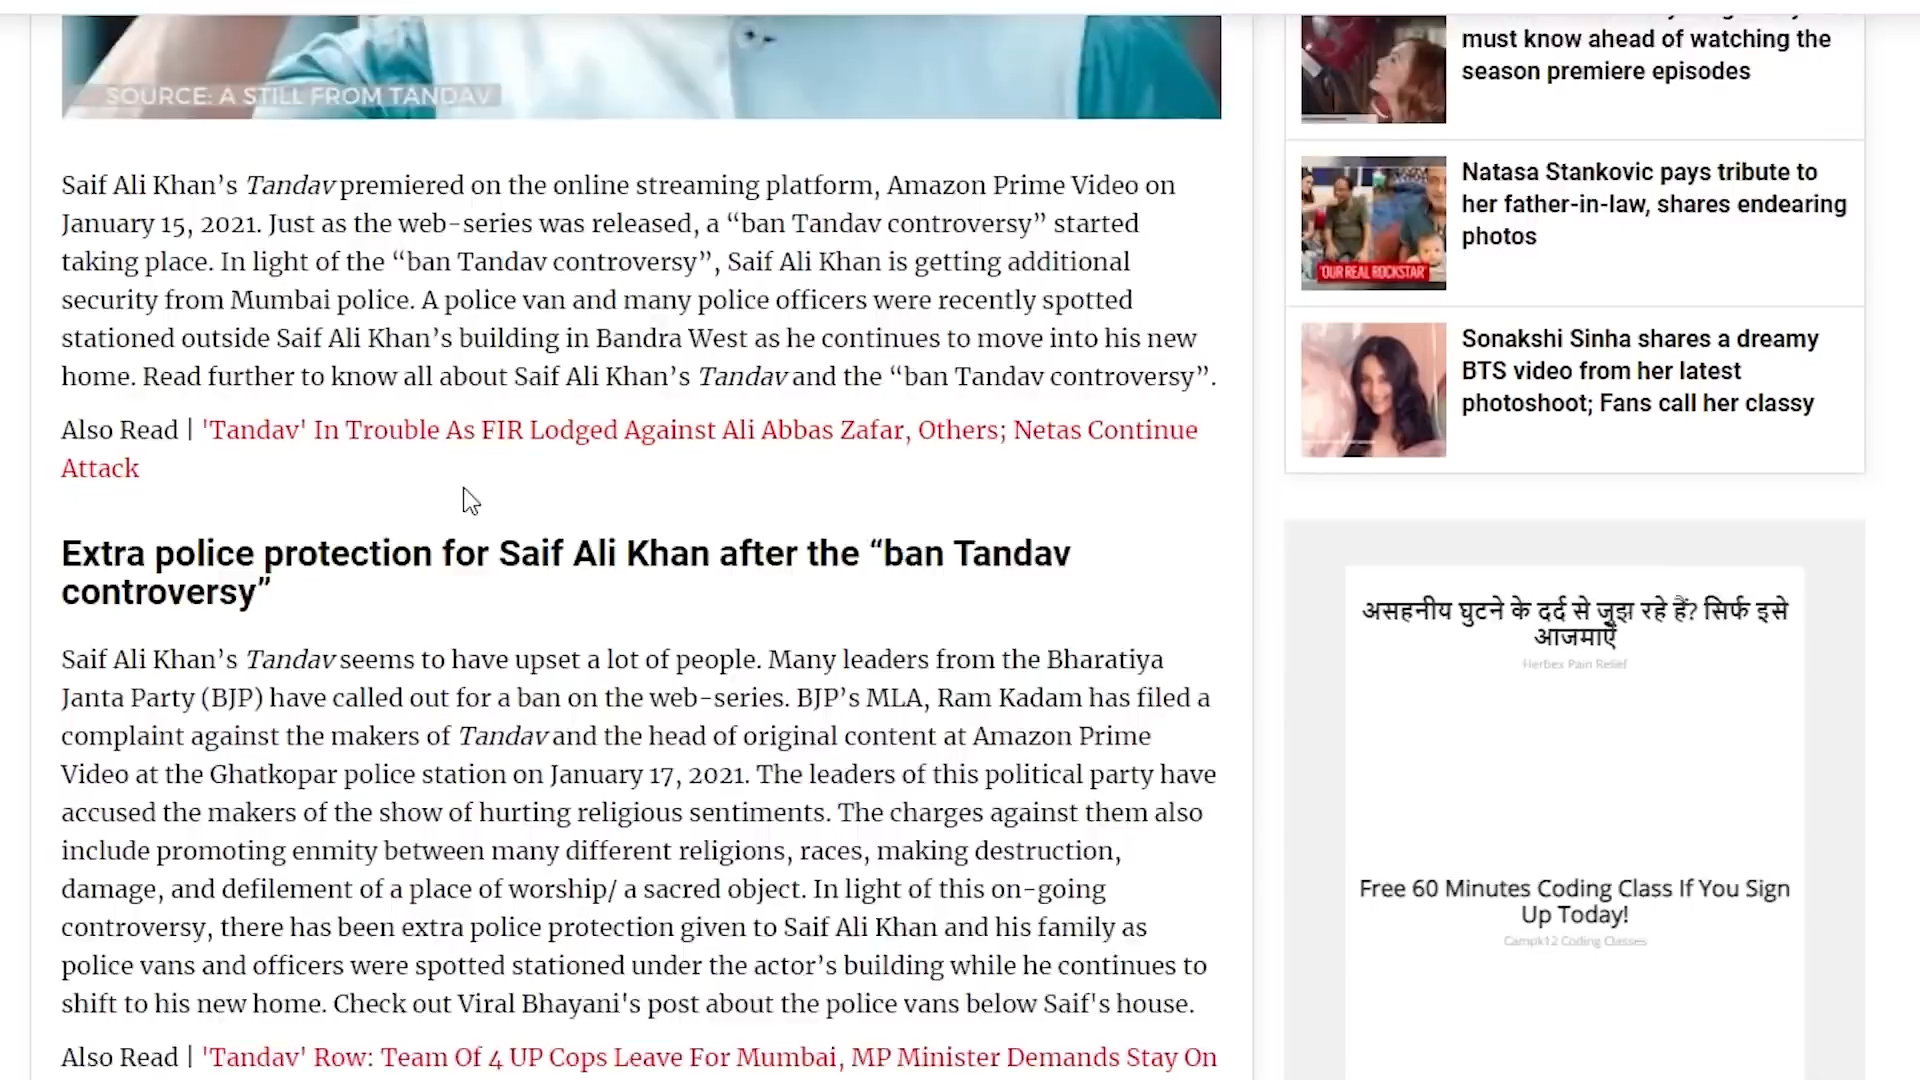 SOURCE: A STILL FROM TANDAV
Saif Ali Khan’s Tandav premiered on the online streaming platform, Amazon Prime Video on
January 15, 2021. Just as the web-series was released, a “ban Tandav controversy” started
taking place. In light of the “ban Tandav controversy”, Saif Ali Khan is getting additional
security from Mumbai police. A police van and many police officers were recently spotted
stationed outside Saif Ali Khan’s building in Bandra West as he continues to move into his new
home. Read further to know all about Saif Ali Khan’s Tandav and the “ban Tandav controversy”.
Also Read | 'Tandav' In Trouble As FIR Lodged Against Ali Abbas Zafar, Others; Netas Continue
Attack
Extra police protection for Saif Ali Khan after the “ban Tandav
controversy”
Saif Ali Khan’s Tandav seems to have upset a lot of people. Many leaders from the Bharatiya
Janta Party (BJP) have called out for a ban on the web-series. BJP’s MLA, Ram Kadam has filed a
complaint against the makers of Tandav and the head of original content at Amazon Prime
Video at the Ghatkopar police station on January 17, 2021. The leaders of this political party have
accused the makers of the show of hurting religious sentiments. The charges against them also
include promoting enmity between many different religions, races, making destruction,
damage, and defilement of a place of worship/ a sacred object. In light of this on-going
controversy, there has been extra police protection given to Saif Ali Khan and his family as
police vans and officers were spotted stationed under the actor’s building while he continues to
shift to his new home. Check out Viral Bhayani's post about the police vans below Saif's house.
Also Read | 'Tandav' Row: Team Of 4 UP Cops Leave For Mumbai, MP Minister Demands Stay On
must know ahead of watching the
season premiere episodes
Natasa Stankovic pays tribute to
her father-in-law, shares endearing
photos
'OUR REAL ROCKSTAR'
Sonakshi Sinha shares a dreamy
BTS video from her latest
photoshoot; Fans call her classy
असहनीय घुटने के दर्द से जूझ रहे हैं? सिर्फ इसे
आजमाएँ
Herbex Pain Relief
Free 60 Minutes Coding Class If You Sign
Up Today!
Campk12 Coding Classes